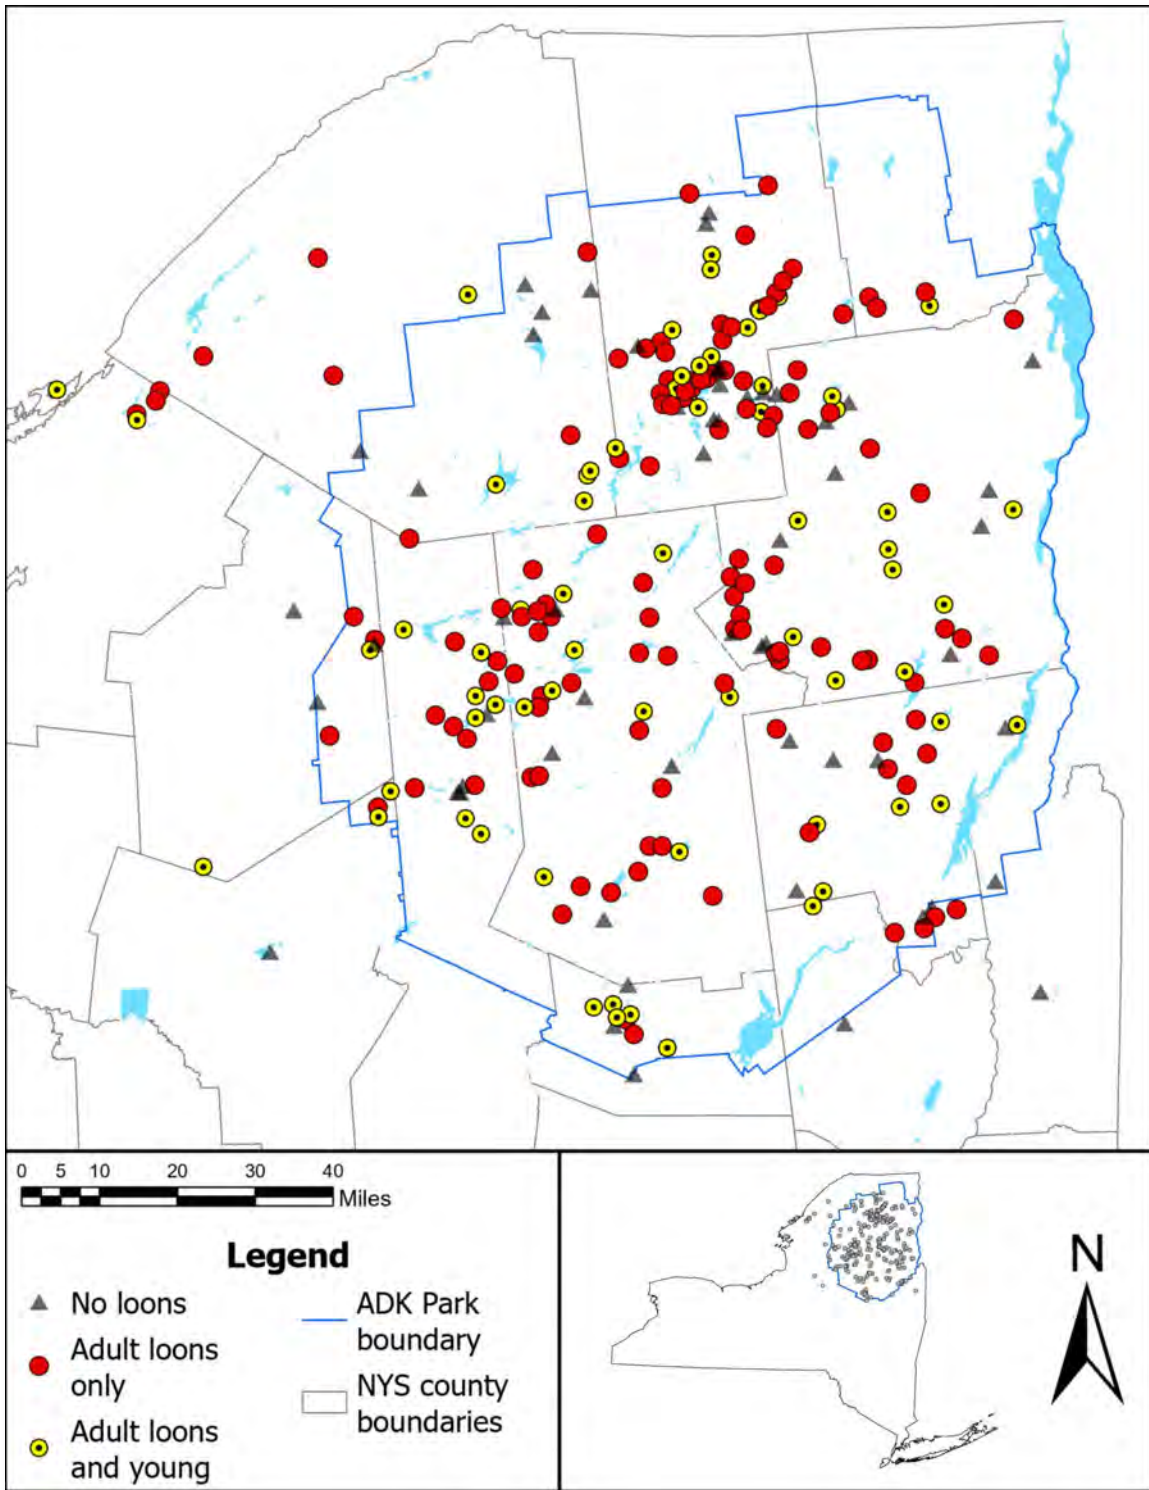 0 5 10 20 30 40
Miles
Legend
No loons
Adult loons
only
Adult loons
and young
ADK Park
boundary
NYS county
boundaries
N